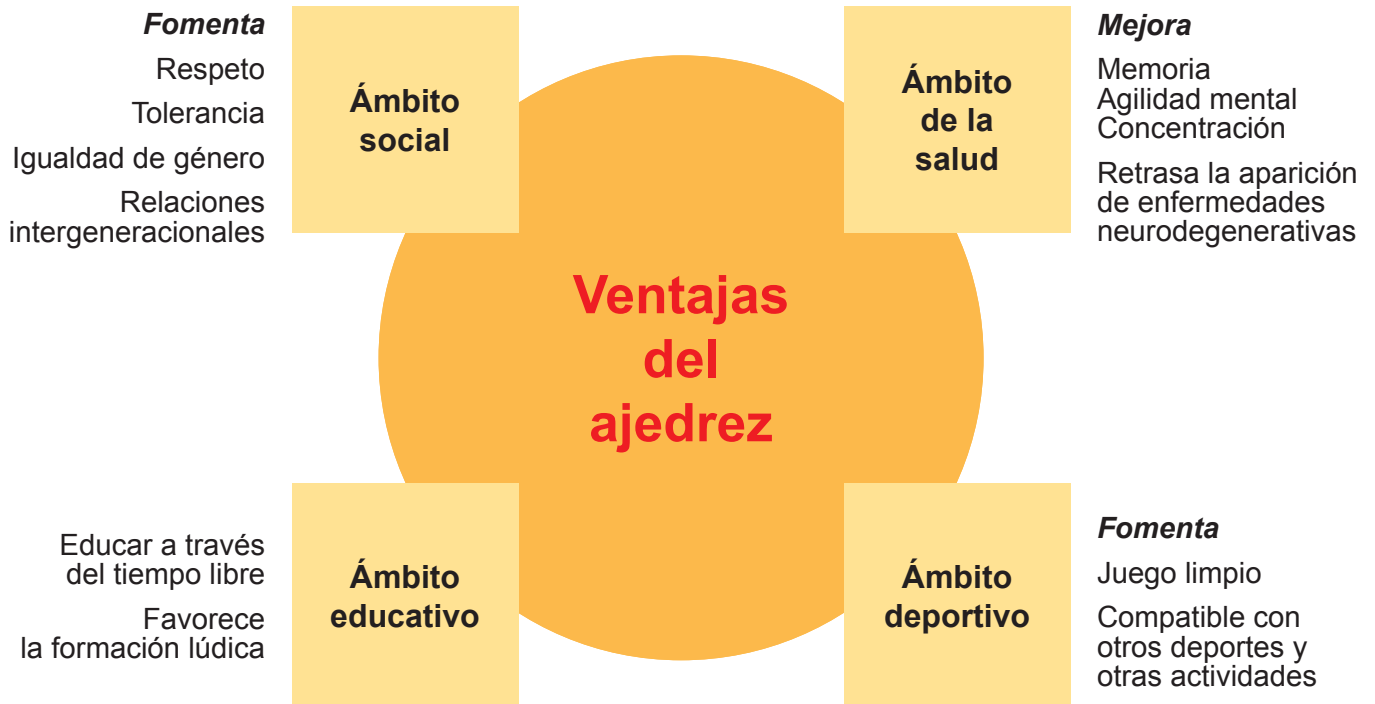 Fomenta
Respeto
Tolerancia
Igualdad de género
Relaciones
intergeneracionales
Ámbito
social
Ámbito
de la
salud
Mejora
Memoria
Agilidad mental
Concentración
Retrasa la aparición
de enfermedades
neurodegenerativas
Ventajas
del
ajedrez
Educar a través
del tiempo libre
Favorece
la formación lúdica
Ámbito
educativo
Ámbito
deportivo
Fomenta
Juego limpio
Compatible con
otros deportes y
otras actividades